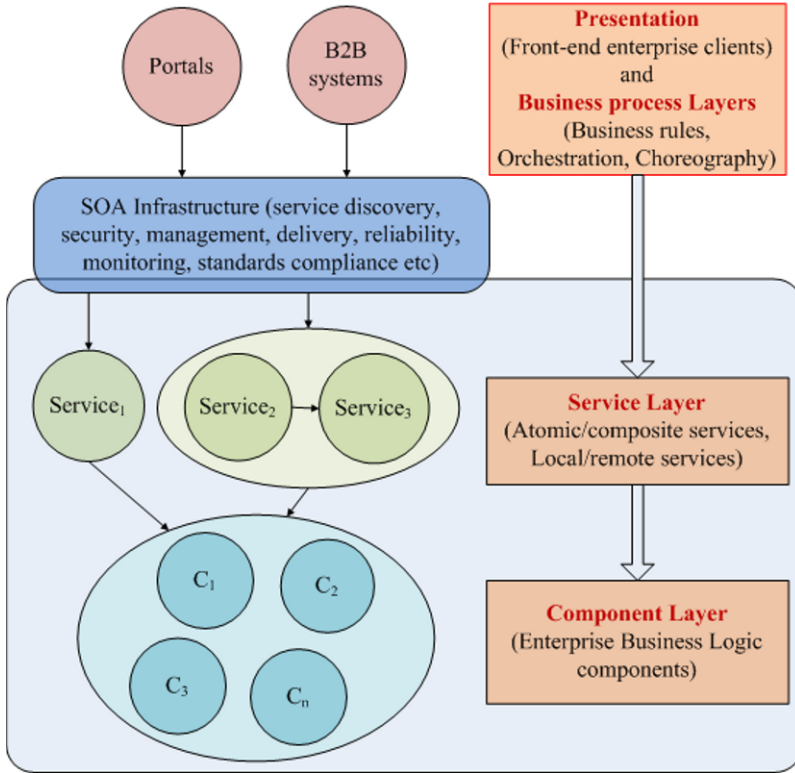 Portals
B2B
systems
Presentation
(Front-end enterprise clients)
and
Business process Layers
(Business rules,
Orchestration, Choreography)
SOA Infrastructure (service discovery,
security, management, delivery, reliability,
monitoring, standards compliance etc)
Service₁
Service₂
Service₃
Service Layer
(Atomic/composite services,
Local/remote services)
C₁
C₂
C₃
Cₙ
Component Layer
(Enterprise Business Logic
components)